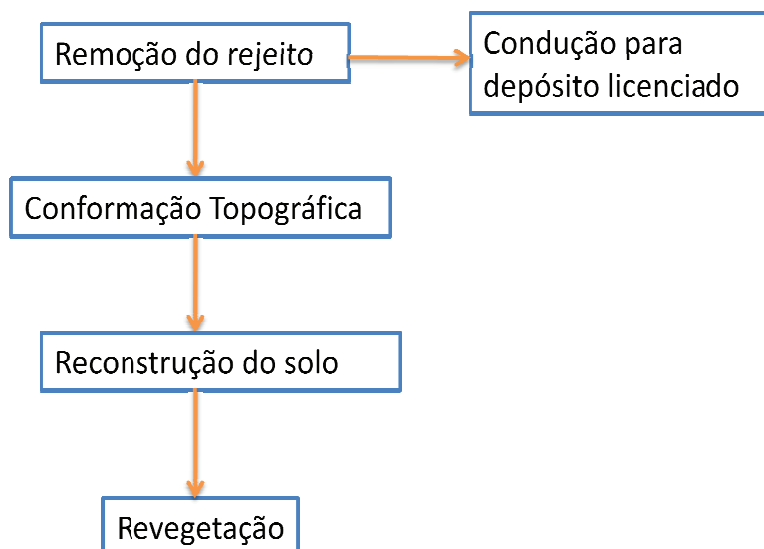 Remoção do rejeito
Condução para
depósito licenciado
Conformação Topográfica
Reconstrução do solo
Revegetação